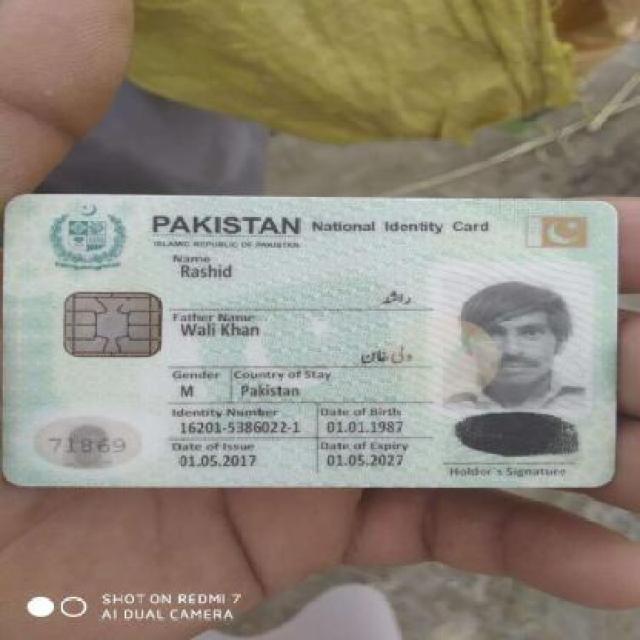 PAKISTAN National Identity Card
ISLAMIC REPUBLIC OF PAKISTAN
Name
Rashid
راشد
Father Name
Wali Khan
ولی خان
Gender Country of Stay
M Pakistan
Identity Number Date of Birth
16201-5386022-1 01.01.1987
Date of Issue Date of Expiry
01.05.2017 01.05.2027
71869
Holder's Signature
SHOT ON REDMI 7
AI DUAL CAMERA